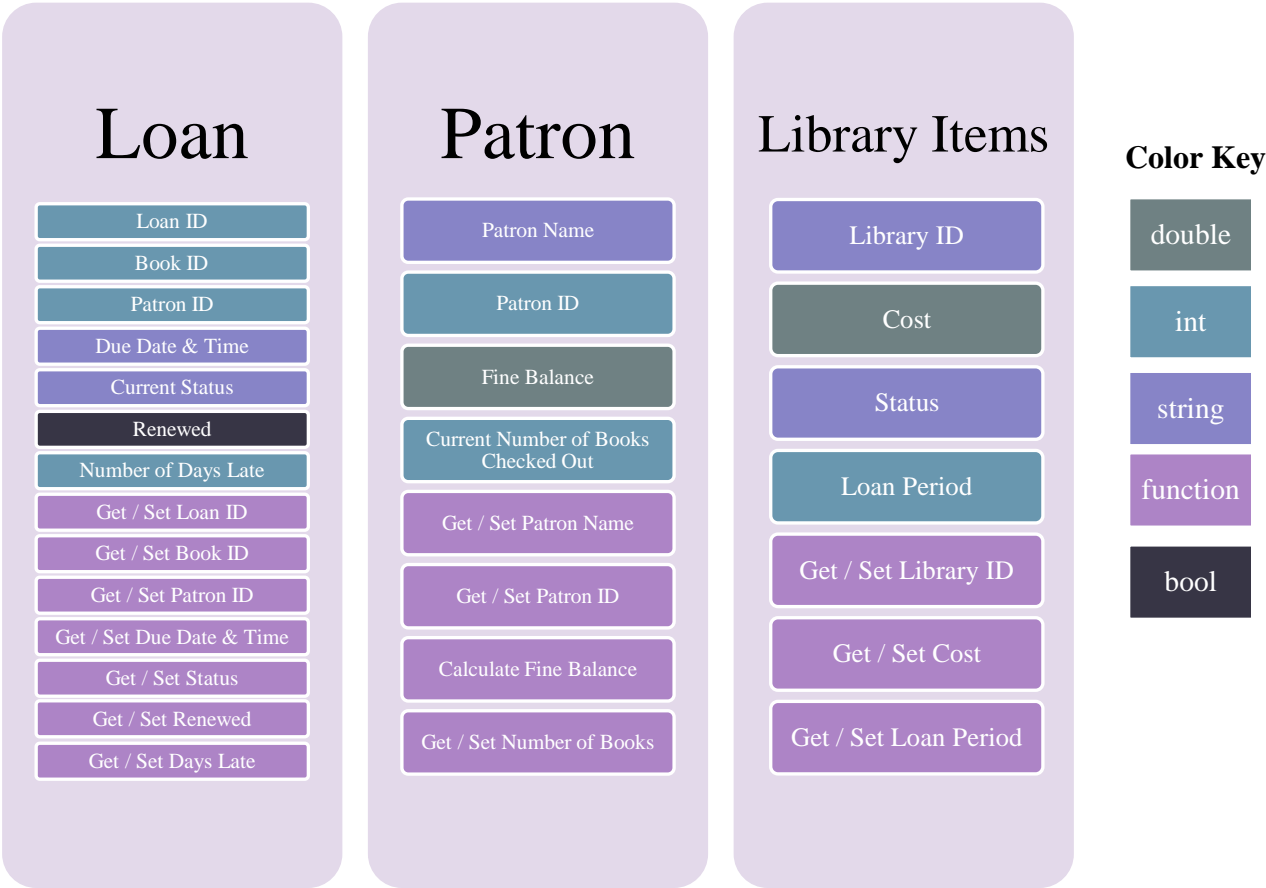 Loan
Loan ID
Book ID
Patron ID
Due Date & Time
Current Status
Renewed
Number of Days Late
Get / Set Loan ID
Get / Set Book ID
Get / Set Patron ID
Get / Set Due Date & Time
Get / Set Status
Get / Set Renewed
Get / Set Days Late
Patron
Patron Name
Patron ID
Fine Balance
Current Number of Books
Checked Out
Get / Set Patron Name
Get / Set Patron ID
Calculate Fine Balance
Get / Set Number of Books
Library Items
Library ID
Cost
Status
Loan Period
Get / Set Library ID
Get / Set Cost
Get / Set Loan Period
Color Key
double
int
string
function
bool